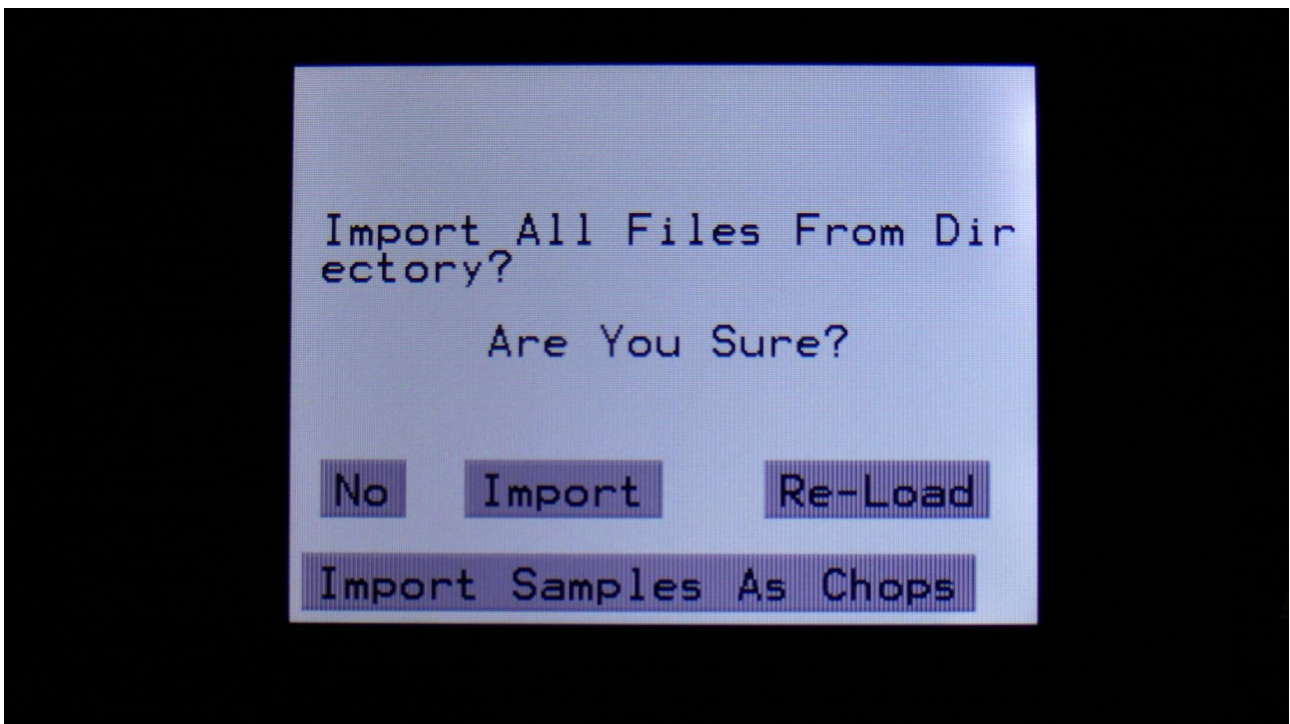 Import All Files From Dir
ectory?
Are You Sure?
No Import Re-Load
Import Samples As Chops